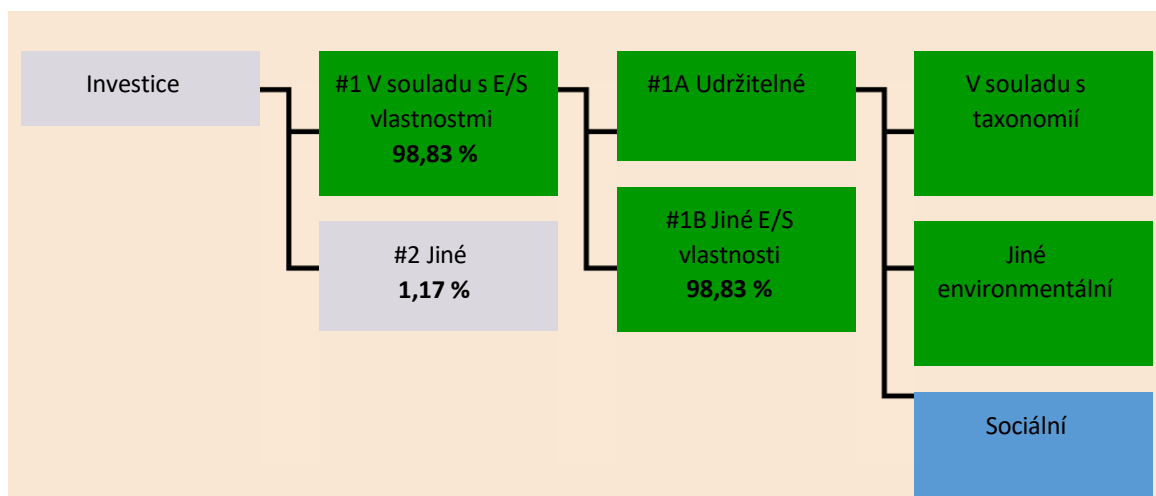 Investice
#1 V souladu s E/S
vlastnostmi
98,83 %
#2 Jiné
1,17 %
#1A Udržitelné
#1B Jiné E/S
vlastnosti
98,83 %
V souladu s
taxonomií
Jiné
environmentální
Sociální